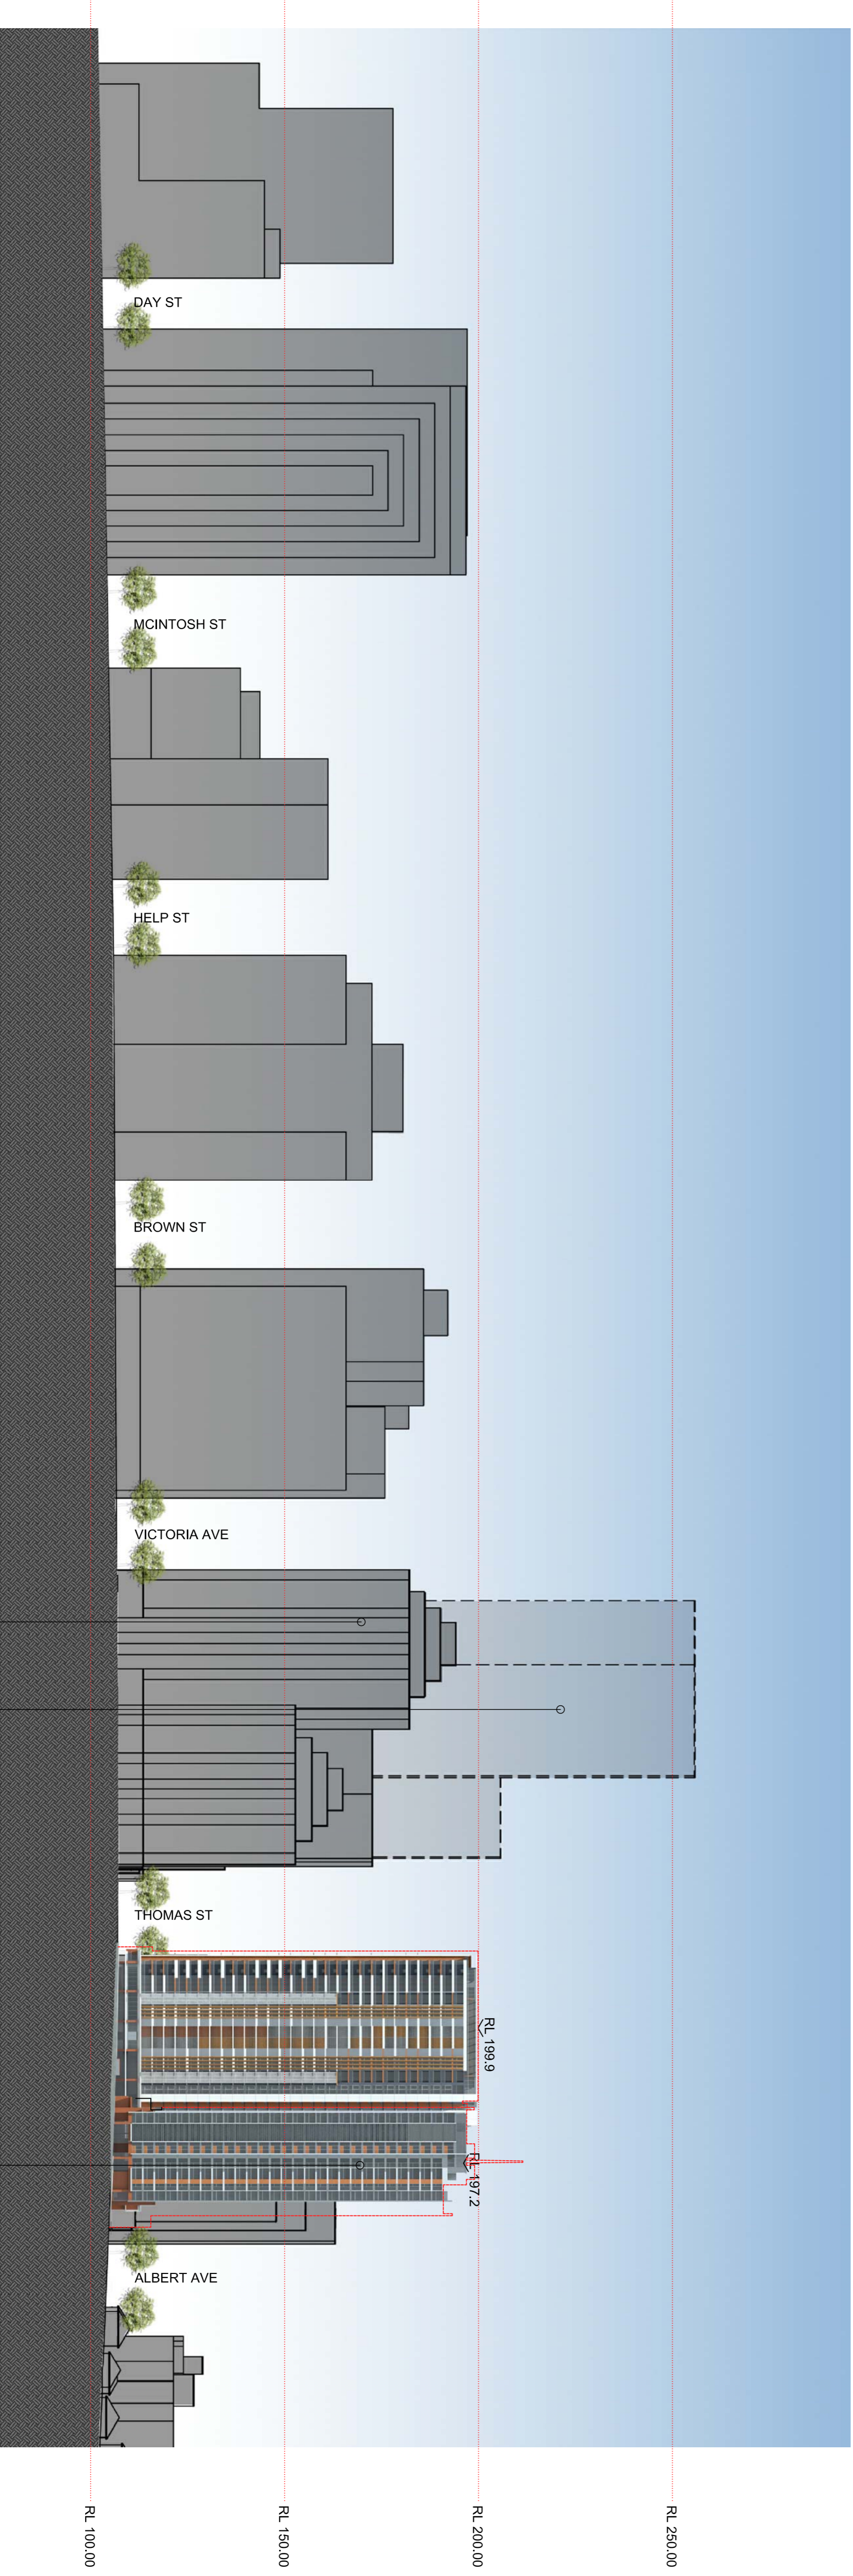 DAY ST
MCINTOSH ST
HELP ST
BROWN ST
VICTORIA AVE
THOMAS ST
RL 199.9
RL 197.2
ALBERT AVE
RL 100.00
RL 150.00
RL 200.00
RL 250.00